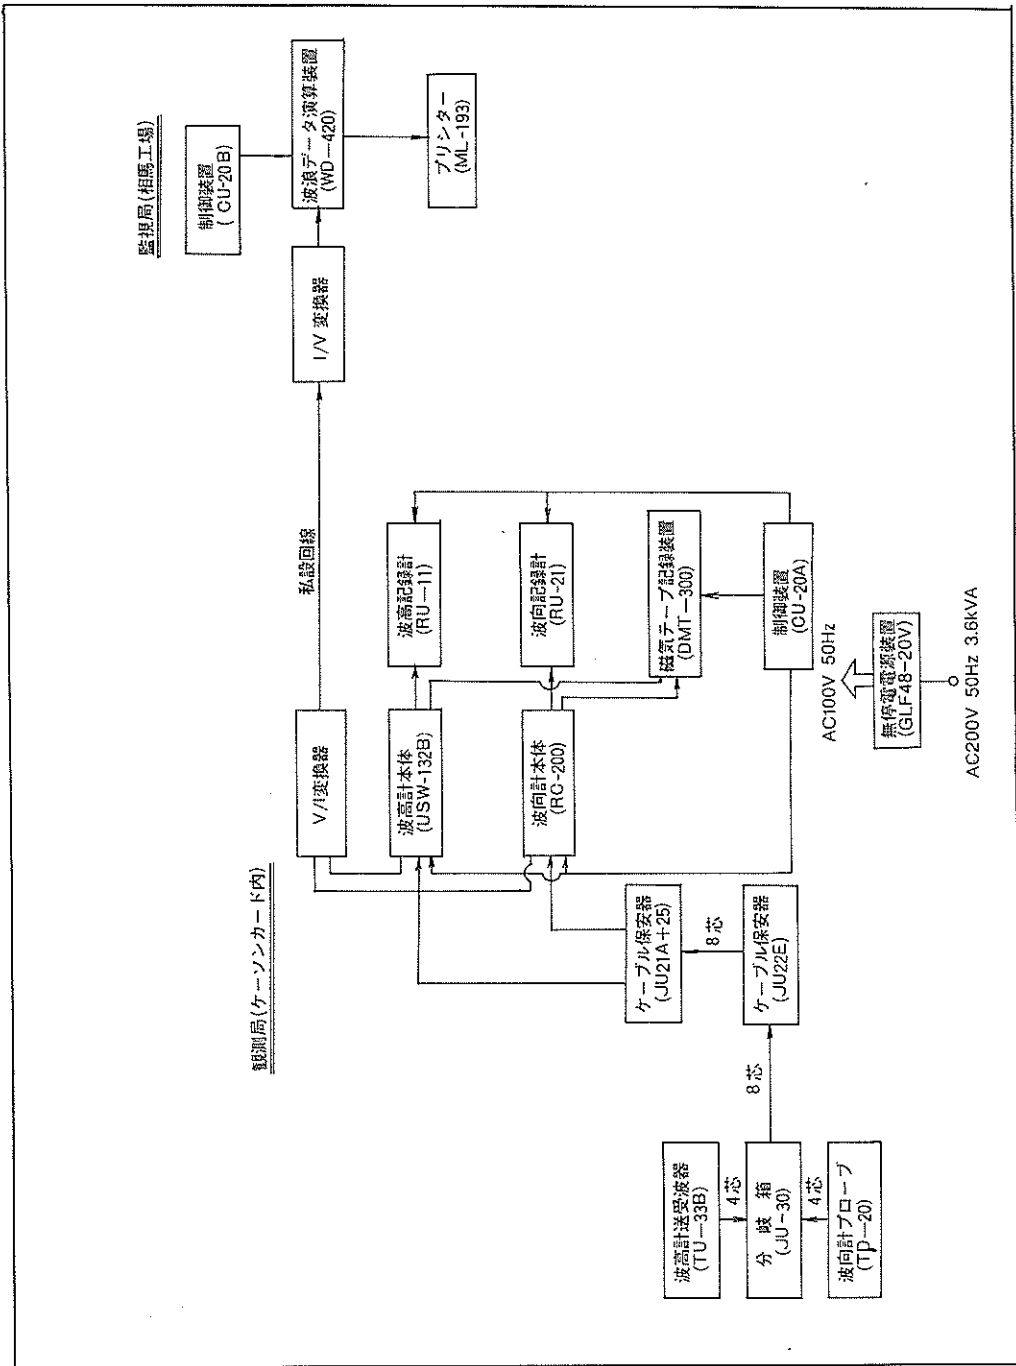 監視局(相馬工場)
制御装置
(CU-20B)
波浪データ演算装置
(WD-420)
プリンター
(ML-193)
I/V変換器
私設回線
観測局(ケーソンカード内)
V/I変換器
波高計本体
(USW-132B)
波高記録計
(RU-11)
波向計本体
(RC-200)
波向記録計
(RU-21)
磁気テープ記録装置
(DMT-300)
制御装置
(CU-20A)
AC100V 50Hz
無停電電源装置
(GLF48-20V)
AC200V 50Hz 3.6kVA
ケーブル保安器
(JU21A+25)
8芯
ケーブル保安器
(JU22E)
8芯
波高計送受波器
(TU-33B)
4芯
分岐箱
(JU-30)
4芯
波向計プローブ
(TP-20)